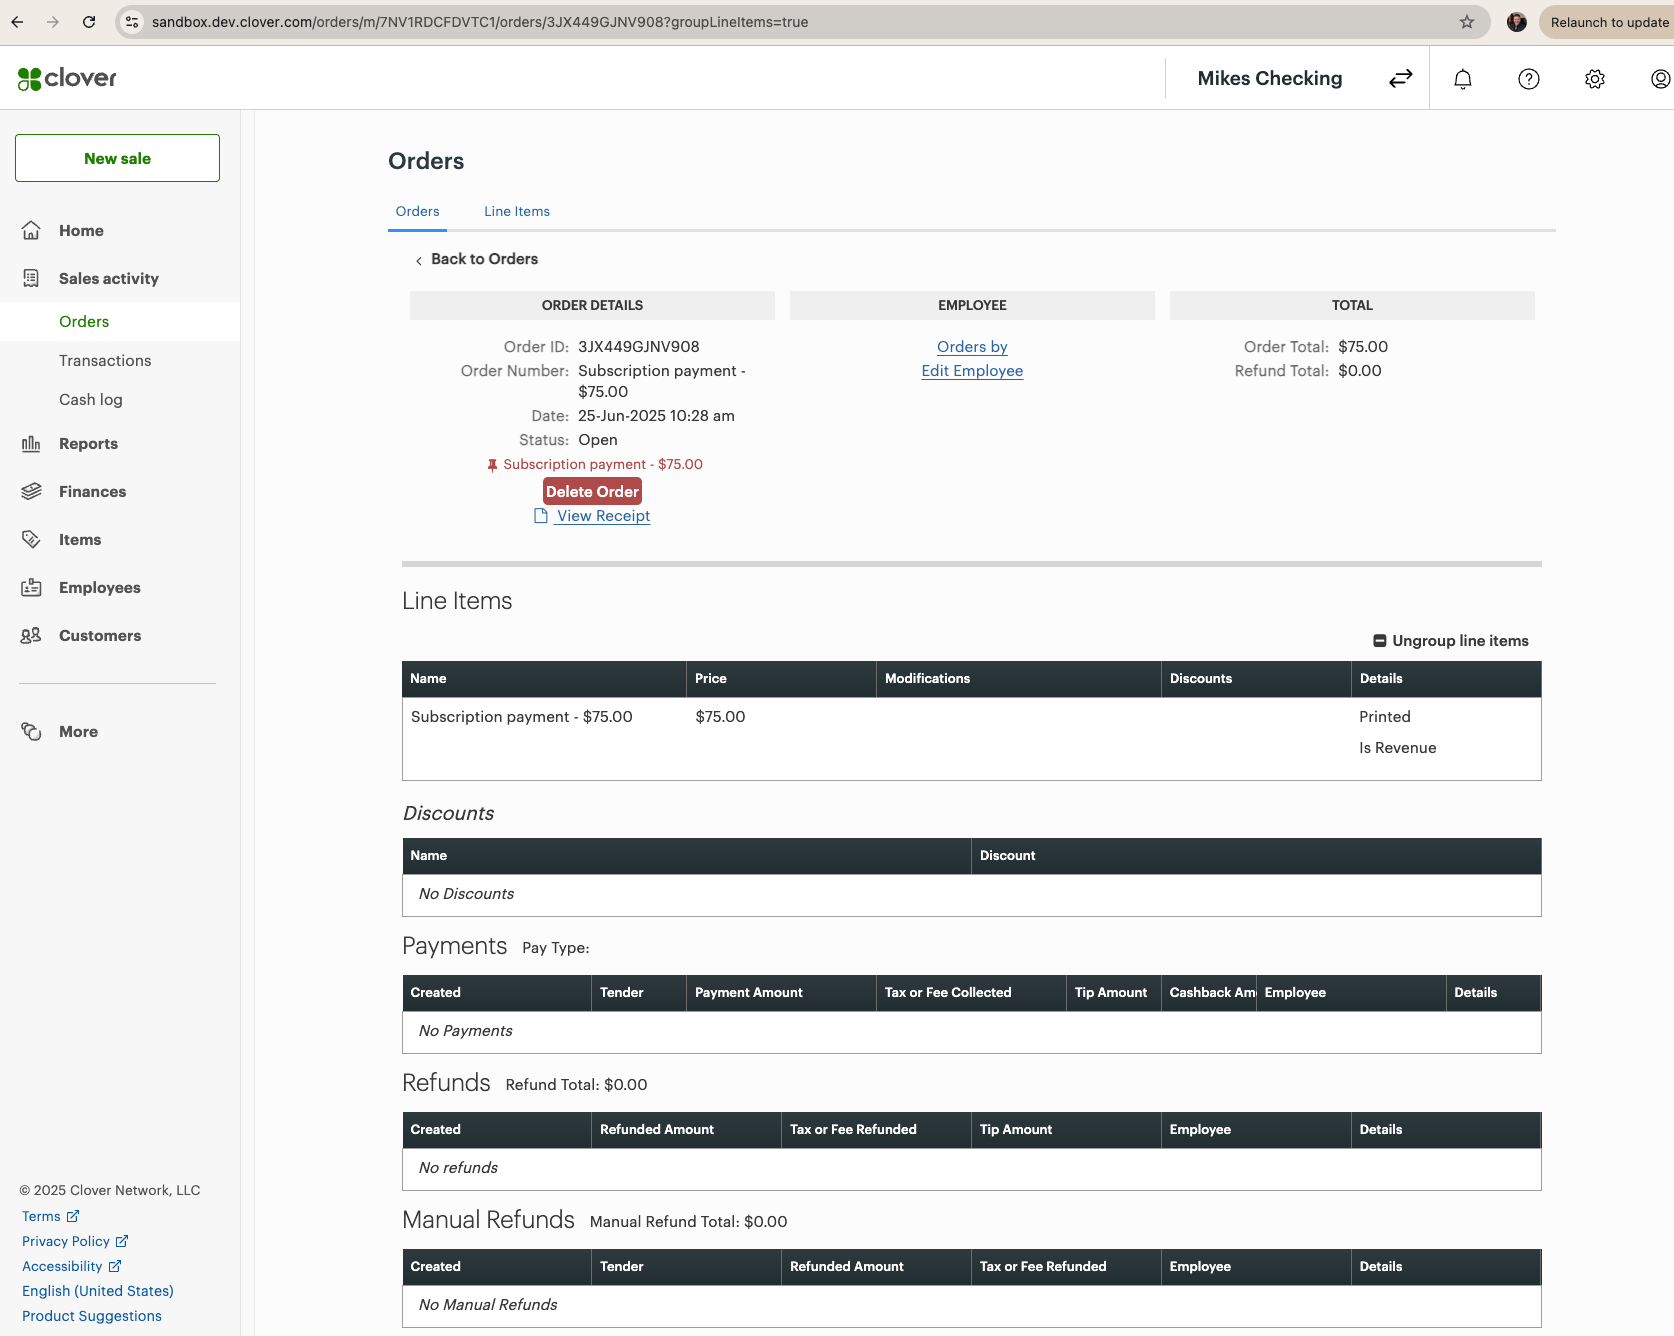 sandbox.dev.clover.com/orders/m/7NV1RDCFDVTC1/orders/3JX449GJNV908?groupLineItems=true
Relaunch to update
clover
Mikes Checking
New sale
Home
Sales activity
Orders
Transactions
Cash log
Reports
Finances
Items
Employees
Customers
More
© 2025 Clover Network, LLC
Terms
Privacy Policy
Accessibility
English (United States)
Product Suggestions
Orders
Orders Line Items
Back to Orders
ORDER DETAILS
Order ID: 3JX449GJNV908
Order Number: Subscription payment -
$75.00
Date: 25-Jun-2025 10:28 am
Status: Open
Subscription payment - $75.00
Delete Order
View Receipt
EMPLOYEE
Orders by
Edit Employee
TOTAL
Order Total: $75.00
Refund Total: $0.00
Line Items
Ungroup line items
Name Price Modifications Discounts Details
Subscription payment - $75.00 $75.00 Printed
Is Revenue
Discounts
Name Discount
No Discounts
Payments Pay Type:
Created Tender Payment Amount Tax or Fee Collected Tip Amount Cashback Am Employee Details
No Payments
Refunds Refund Total: $0.00
Created Refunded Amount Tax or Fee Refunded Tip Amount Employee Details
No refunds
Manual Refunds Manual Refund Total: $0.00
Created Tender Refunded Amount Tax or Fee Refunded Employee Details
No Manual Refunds